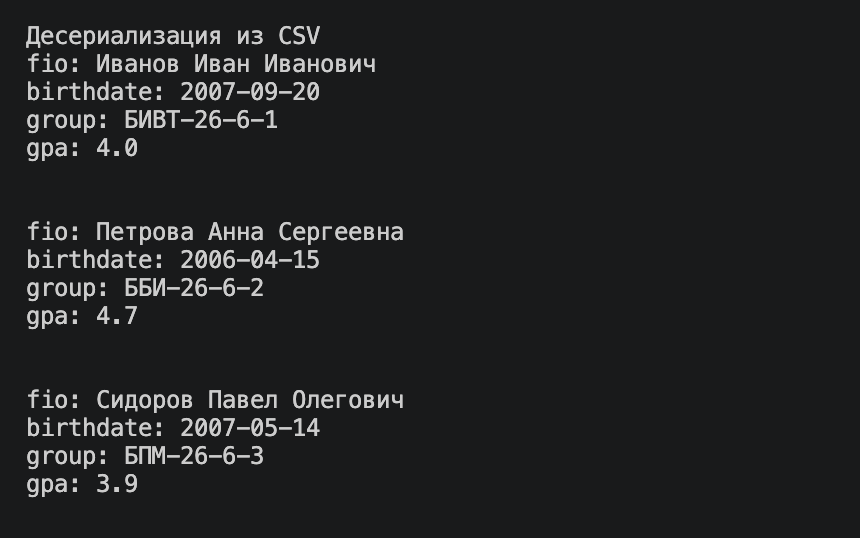 Десериализация из CSV
fio: Иванов Иван Иванович
birthdate: 2007-09-20
group: БИВТ-26-6-1
gpa: 4.0
fio: Петрова Анна Сергеевна
birthdate: 2006-04-15
group: ББИ-26-6-2
gpa: 4.7
fio: Сидоров Павел Олегович
birthdate: 2007-05-14
group: БПМ-26-6-3
gpa: 3.9